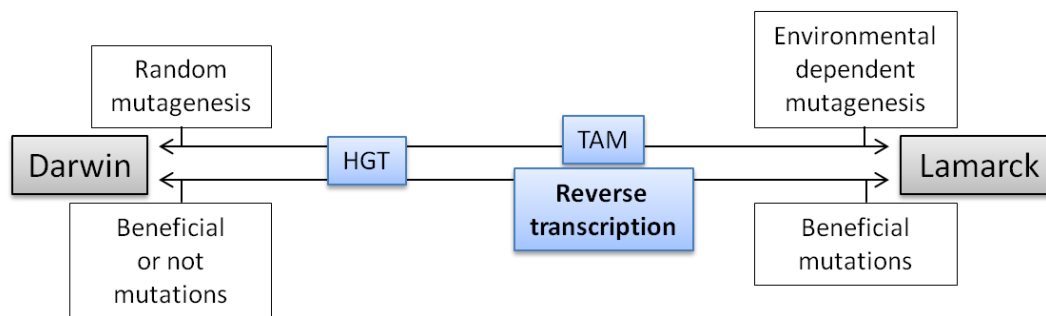 Random
mutagenesis
Environmental
dependent
mutagenesis
Darwin
HGT
TAM
Lamarck
Reverse
transcription
Beneficial
or not
mutations
Beneficial
mutations